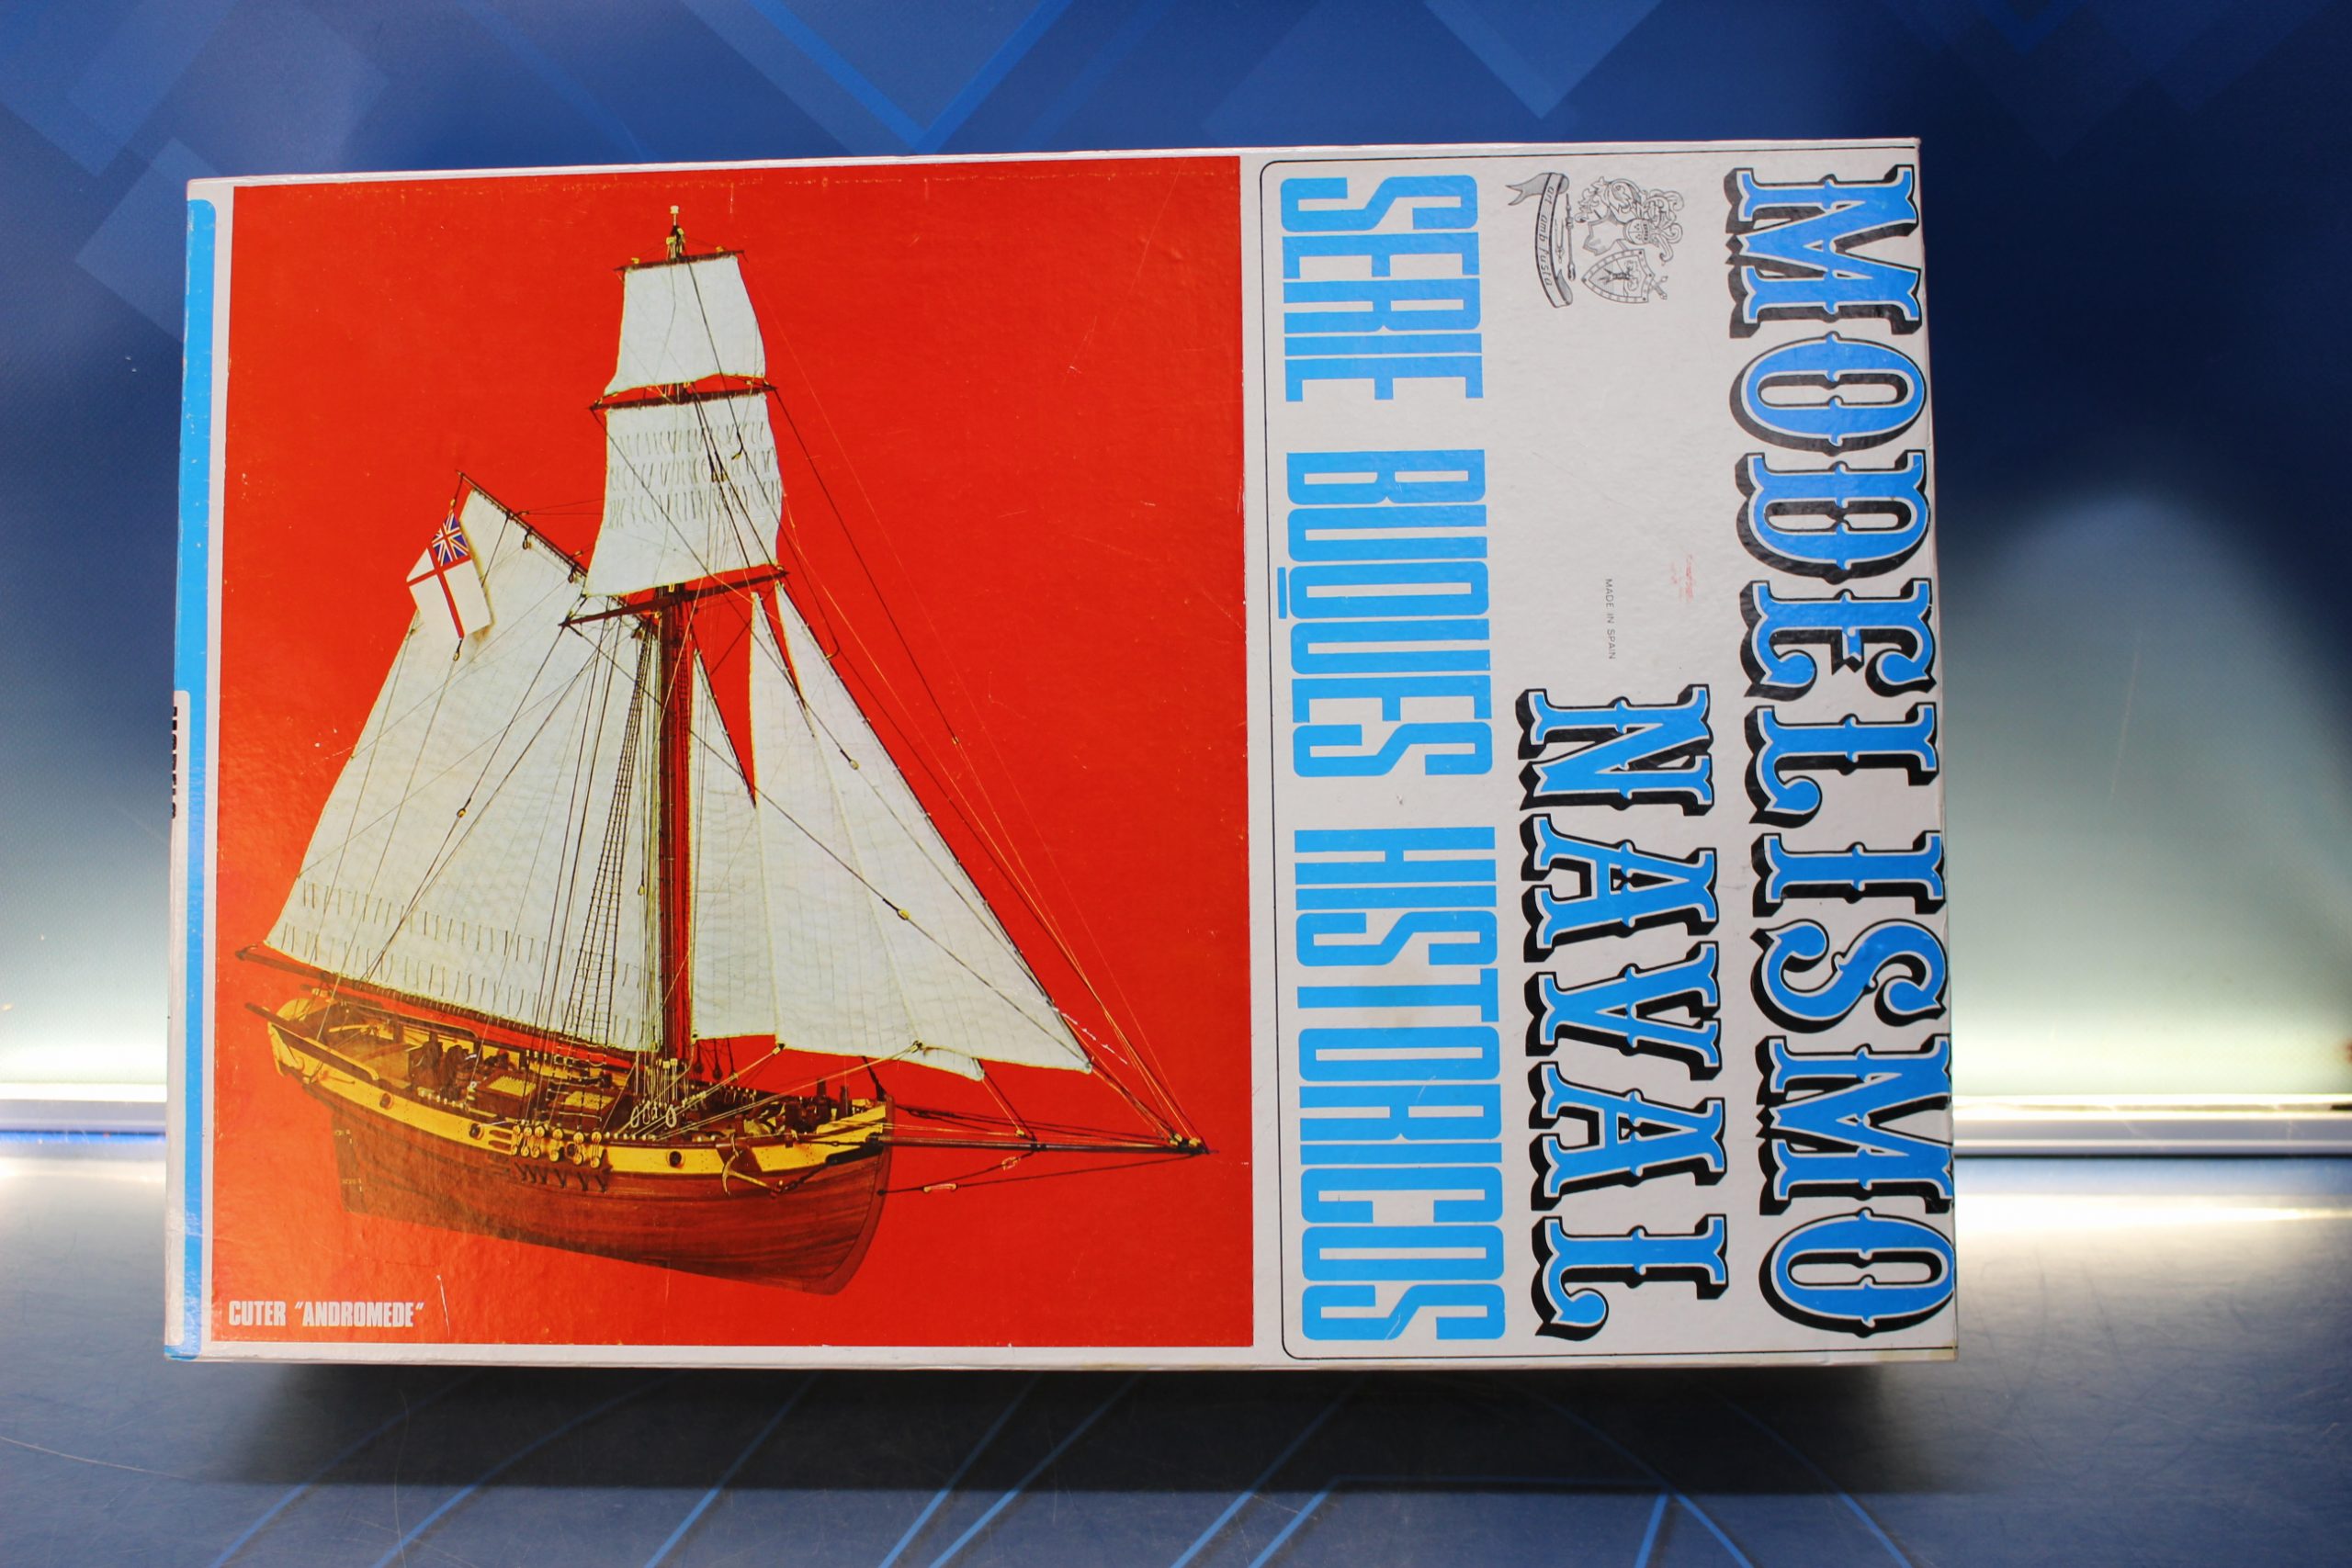 MODELISMO
NAVAL
MADE IN SPAIN
SERIE BUQUES HISTORICOS
CUTER "ANDROMEDE"